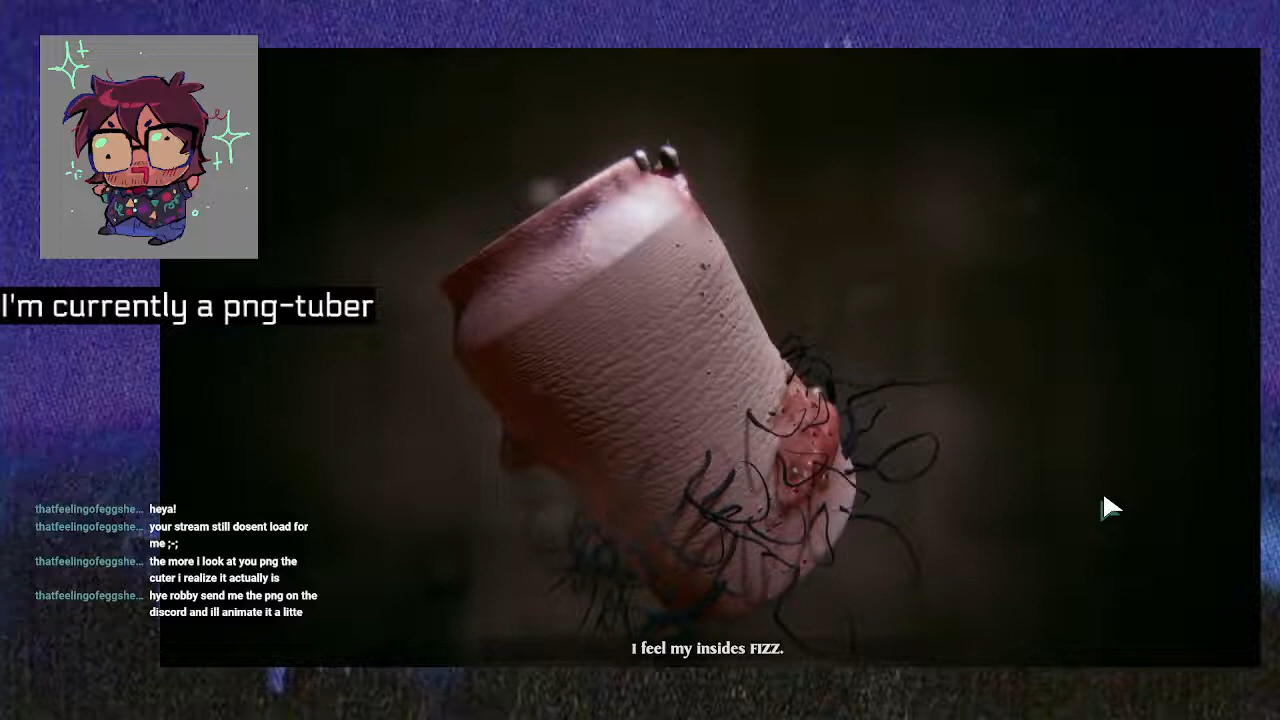 I'm currently a png-tuber
thatfeelingofeggshe... heya!
thatfeelingofeggshe... your stream still dosent load for
me ;-;
thatfeelingofeggshe... the more i look at you png the
cuter i realize it actually is
thatfeelingofeggshe... hye robby send me the png on the
discord and ill animate it a litte
I feel my insides FIZZ.